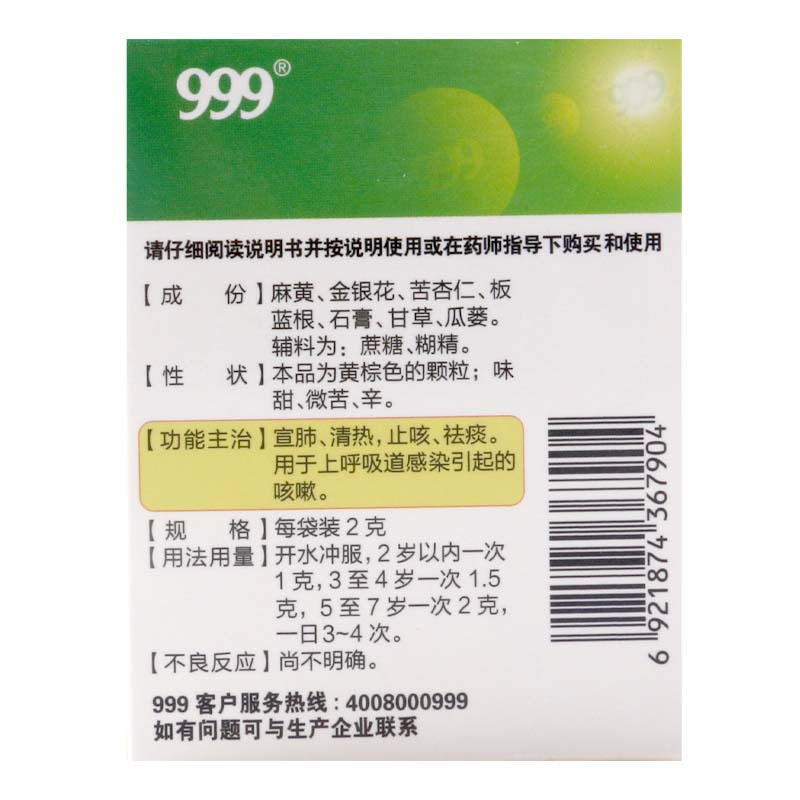 999®
999
999
请仔细阅读说明书并按说明使用或在药师指导下购买和使用
【成 份】麻黄、金银花、苦杏仁、板
蓝根、石膏、甘草、瓜蒌。
辅料为：蔗糖、糊精。
【性 状】本品为黄棕色的颗粒；味
甜、微苦、辛。
【功能主治】宣肺、清热，止咳、祛痰。
用于上呼吸道感染引起的
咳嗽。
【规 格】每袋装 2 克
【用法用量】开水冲服，2 岁以内一次
1 克，3 至 4 岁一次 1.5
克，5 至 7 岁一次 2 克，
一日3~4 次。
【不良反应】尚不明确。
999 客户服务热线：4008000999
如有问题可与生产企业联系
6 921874 367904